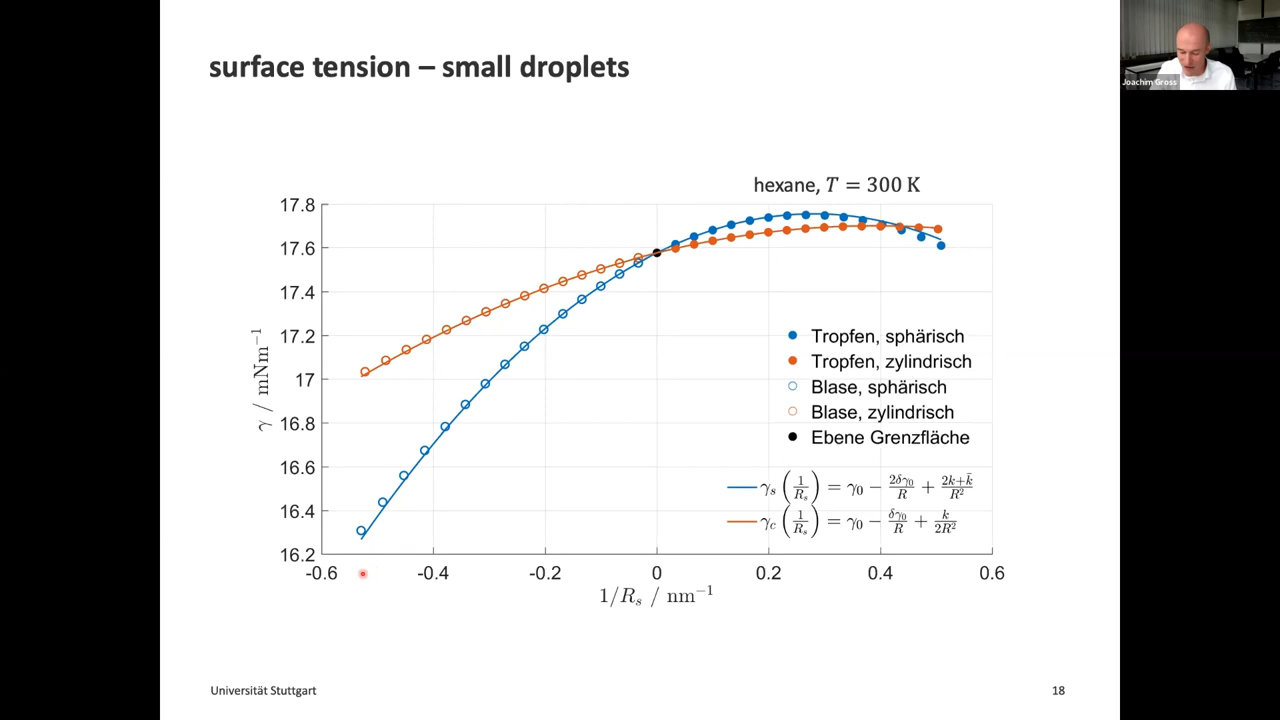 surface tension – small droplets
Joachim Gross
hexane, T = 300 K
17.8
17.6
17.4
17.2
17
16.8
16.6
16.4
16.2
γ / mNm⁻¹
Tropfen, sphärisch
Tropfen, zylindrisch
Blase, sphärisch
Blase, zylindrisch
Ebene Grenzfläche
γₛ (1/Rₛ) = γ₀ − 2δγ₀/R + (2k+k̄)/R²
γ_c (1/Rₛ) = γ₀ − δγ₀/R + k/2R²
-0.6 -0.4 -0.2 0 0.2 0.4 0.6
1/Rₛ / nm⁻¹
Universität Stuttgart 18